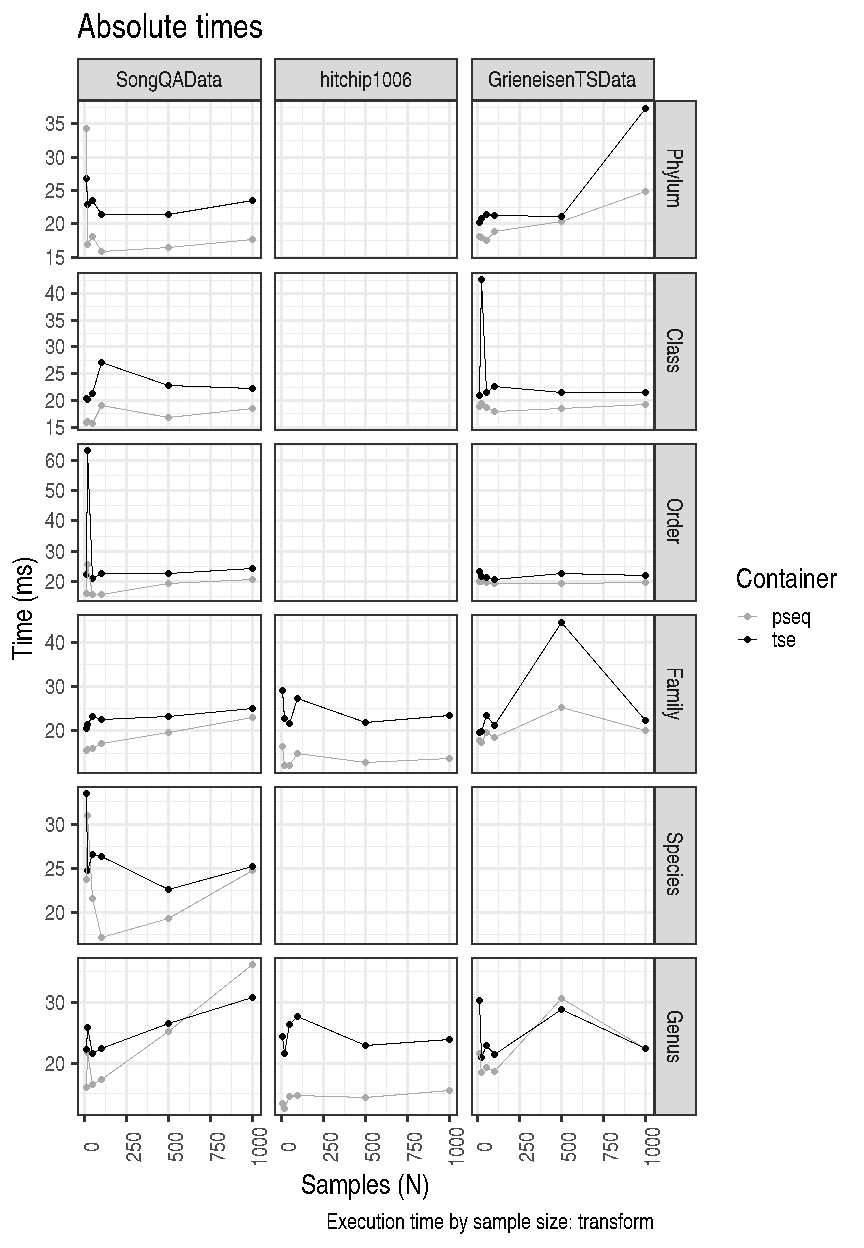 Absolute times
SongQAData
hitchip1006
GrieneisenTSData
35
30
25
20
15
Phylum
40
35
30
25
20
15
Class
60
50
40
30
20
Order
40
30
20
Family
30
25
20
Species
30
20
Genus
Time (ms)
0
500
250
750
1000
0
500
250
750
1000
0
500
250
750
1000
Samples (N)
Execution time by sample size: transform
Container
pseq
tse